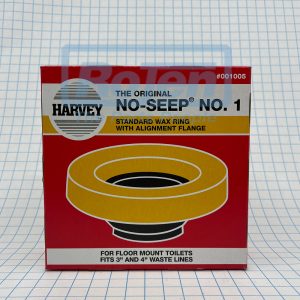 #001005
THE ORIGINAL
HARVEY
NO-SEEP® NO. 1
STANDARD WAX RING
WITH ALIGNMENT FLANGE
FOR FLOOR MOUNT TOILETS
FITS 3" AND 4" WASTE LINES